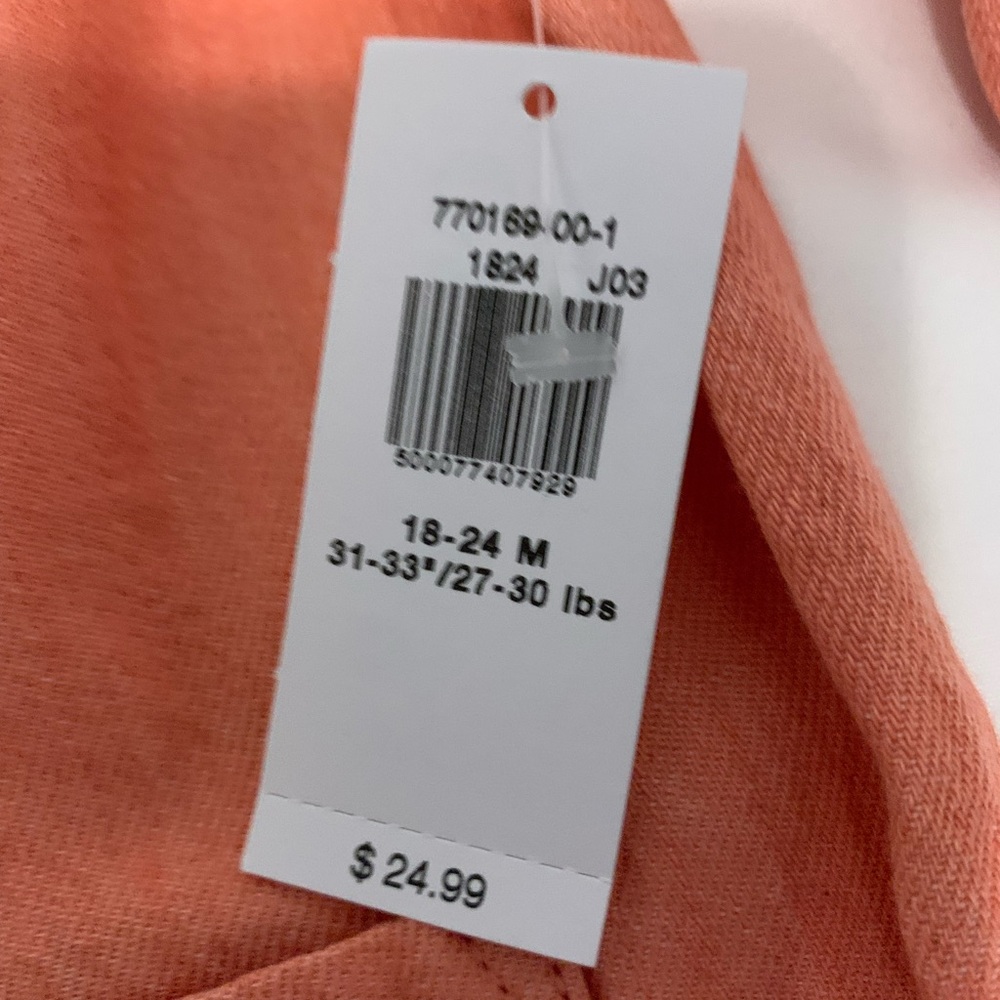 770169-00-1
1824 J03
500077407929
18-24 M
31-33"/27-30 lbs
$ 24.99